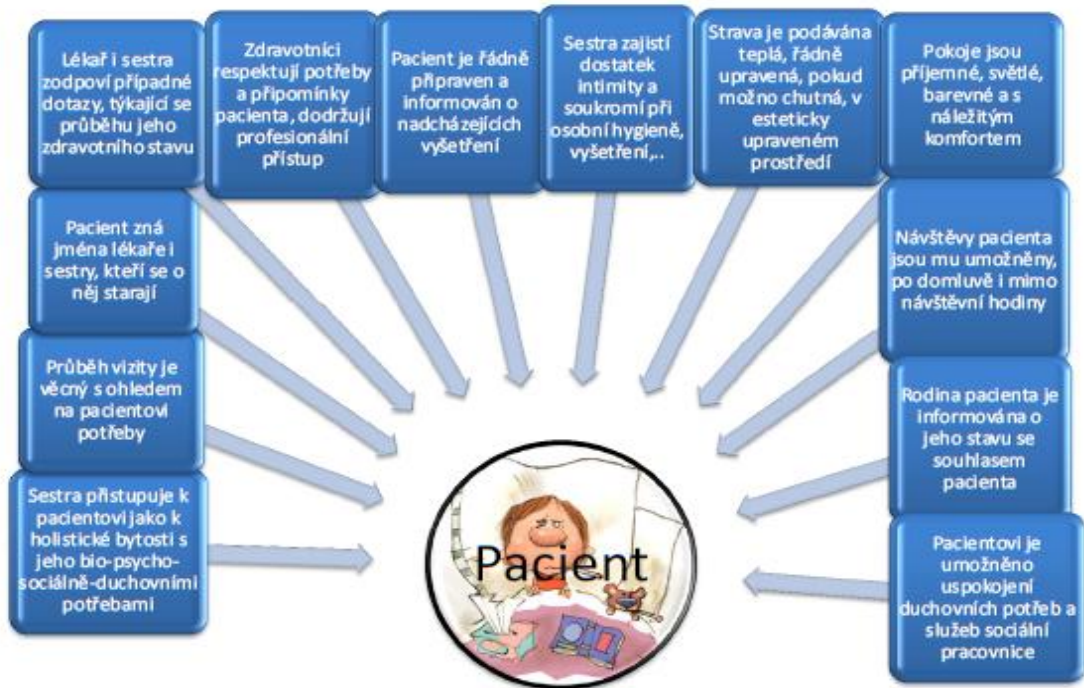 Lékař i sestra
zodpoví případné
dotazy, týkající se
průběhu jeho
zdravotního stavu
Zdravotníci
respektují potřeby
a připomínky
pacienta, dodržují
profesionální
přístup
Pacient je řádně
připraven a
informován o
nadcházejících
vyšetření
Sestra zajistí
dostatek
intimity a
soukromí při
osobní hygieně,
vyšetření,..
Strava je podávána
teplá, řádně
upravená, pokud
možno chutná, v
esteticky
upraveném
prostředí
Pokoje jsou
příjemné, světlé,
barevné a s
náležitým
komfortem
Pacient zná
jména lékaře i
sestry, kteří se o
něj starají
Návštěvy pacienta
jsou mu umožněny,
po domluvě i mimo
návštěvní hodiny
Průběh vizity je
věcný s ohledem
na pacientovi
potřeby
Rodina pacienta je
informována o
jeho stavu se
souhlasem
pacienta
Sestra přistupuje k
pacientovi jako k
holistické bytosti s
jeho bio-psycho-
sociálně-duchovními
potřebami
Pacientovi je
umožněno
uspokojení
duchovních potřeb a
služeb sociální
pracovnice
Pacient